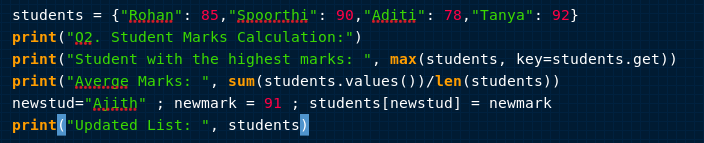 students = {"Rohan": 85,"Spoorthi": 90,"Aditi": 78,"Tanya": 92}
print("Q2. Student Marks Calculation:")
print("Student with the highest marks: ", max(students, key=students.get))
print("Averge Marks: ", sum(students.values())/len(students))
newstud="Ajith" ; newmark = 91 ; students[newstud] = newmark
print("Updated List: ", students)